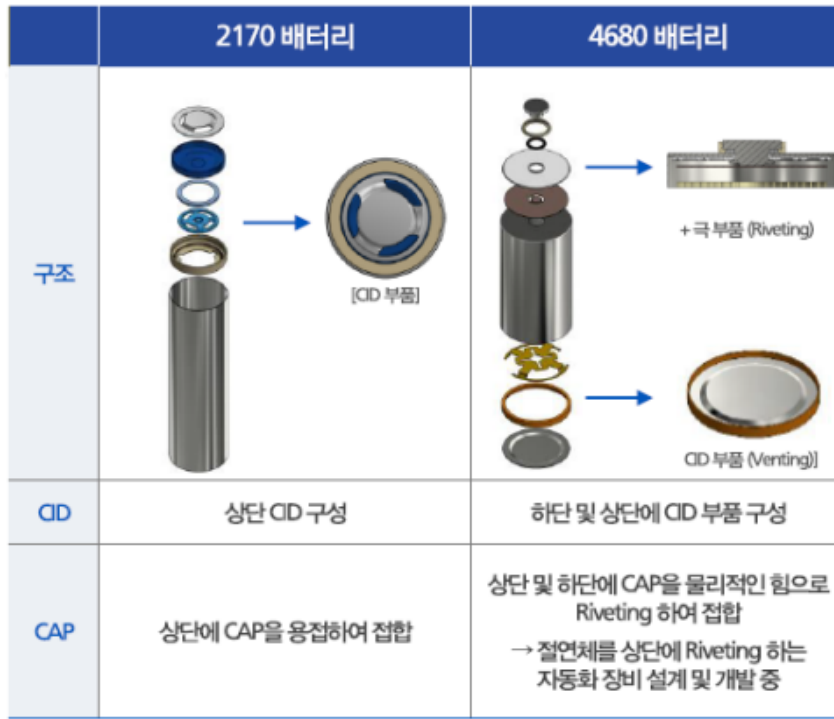 2170 배터리
4680 배터리
구조
[CID 부품]
+ 극 부품 (Riveting)
CID 부품 (Venting)]
CID
상단 CID 구성
하단 및 상단에 CID 부품 구성
CAP
상단에 CAP을 용접하여 접합
상단 및 하단에 CAP을 물리적인 힘으로
Riveting 하여 접합
→ 절연체를 상단에 Riveting 하는
자동화 장비 설계 및 개발 중